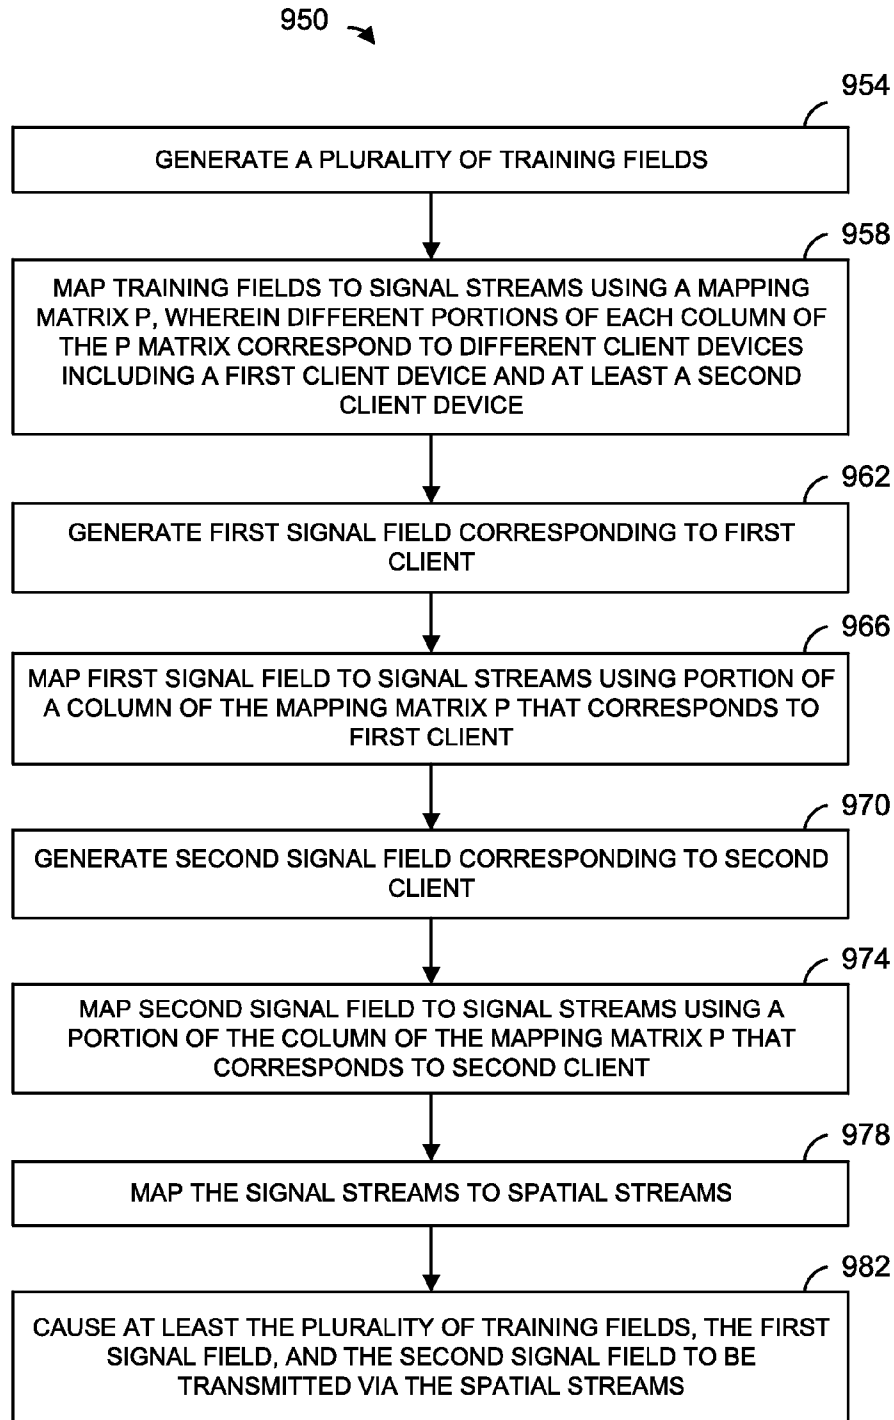 950
954
GENERATE A PLURALITY OF TRAINING FIELDS
958
MAP TRAINING FIELDS TO SIGNAL STREAMS USING A MAPPING
MATRIX P, WHEREIN DIFFERENT PORTIONS OF EACH COLUMN OF
THE P MATRIX CORRESPOND TO DIFFERENT CLIENT DEVICES
INCLUDING A FIRST CLIENT DEVICE AND AT LEAST A SECOND
CLIENT DEVICE
962
GENERATE FIRST SIGNAL FIELD CORRESPONDING TO FIRST
CLIENT
966
MAP FIRST SIGNAL FIELD TO SIGNAL STREAMS USING PORTION OF
A COLUMN OF THE MAPPING MATRIX P THAT CORRESPONDS TO
FIRST CLIENT
970
GENERATE SECOND SIGNAL FIELD CORRESPONDING TO SECOND
CLIENT
974
MAP SECOND SIGNAL FIELD TO SIGNAL STREAMS USING A
PORTION OF THE COLUMN OF THE MAPPING MATRIX P THAT
CORRESPONDS TO SECOND CLIENT
978
MAP THE SIGNAL STREAMS TO SPATIAL STREAMS
982
CAUSE AT LEAST THE PLURALITY OF TRAINING FIELDS, THE FIRST
SIGNAL FIELD, AND THE SECOND SIGNAL FIELD TO BE
TRANSMITTED VIA THE SPATIAL STREAMS